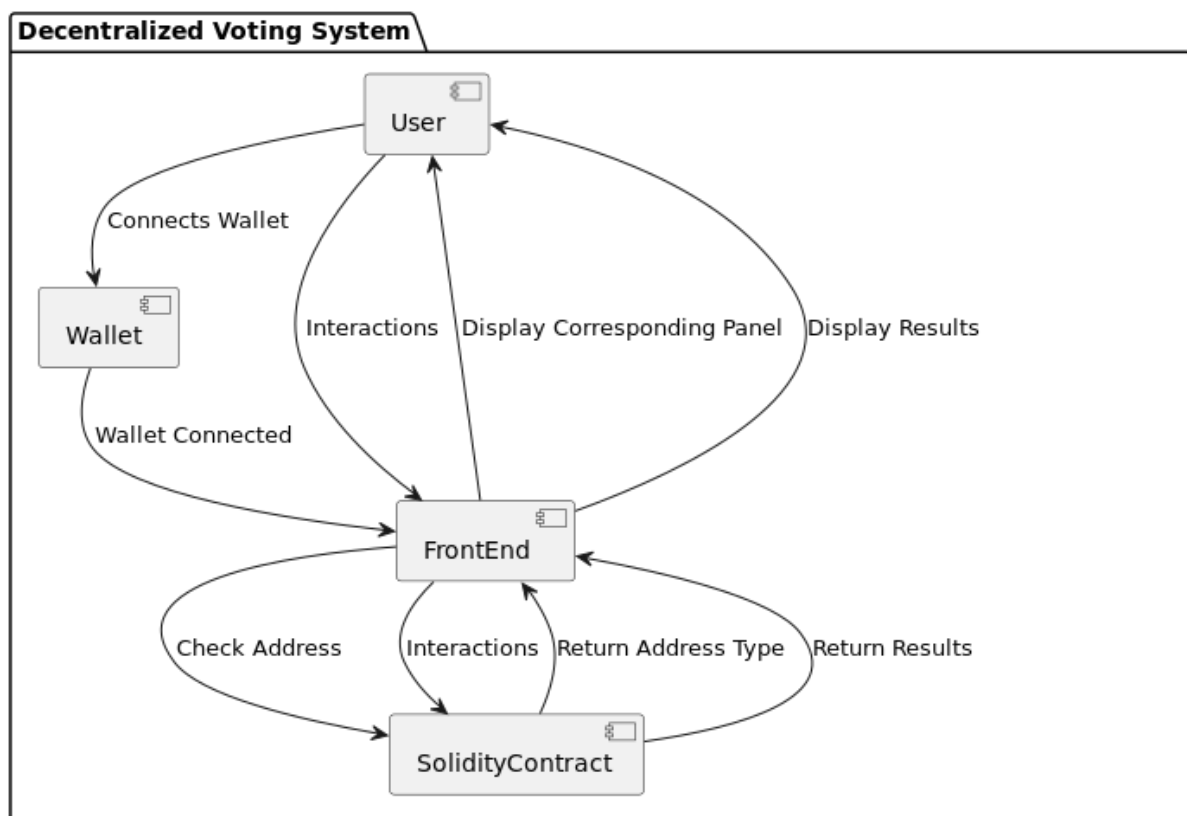 Decentralized Voting System
User
Connects Wallet
Wallet
Interactions
Display Corresponding Panel
Display Results
Wallet Connected
FrontEnd
Check Address
Interactions
Return Address Type
Return Results
SolidityContract